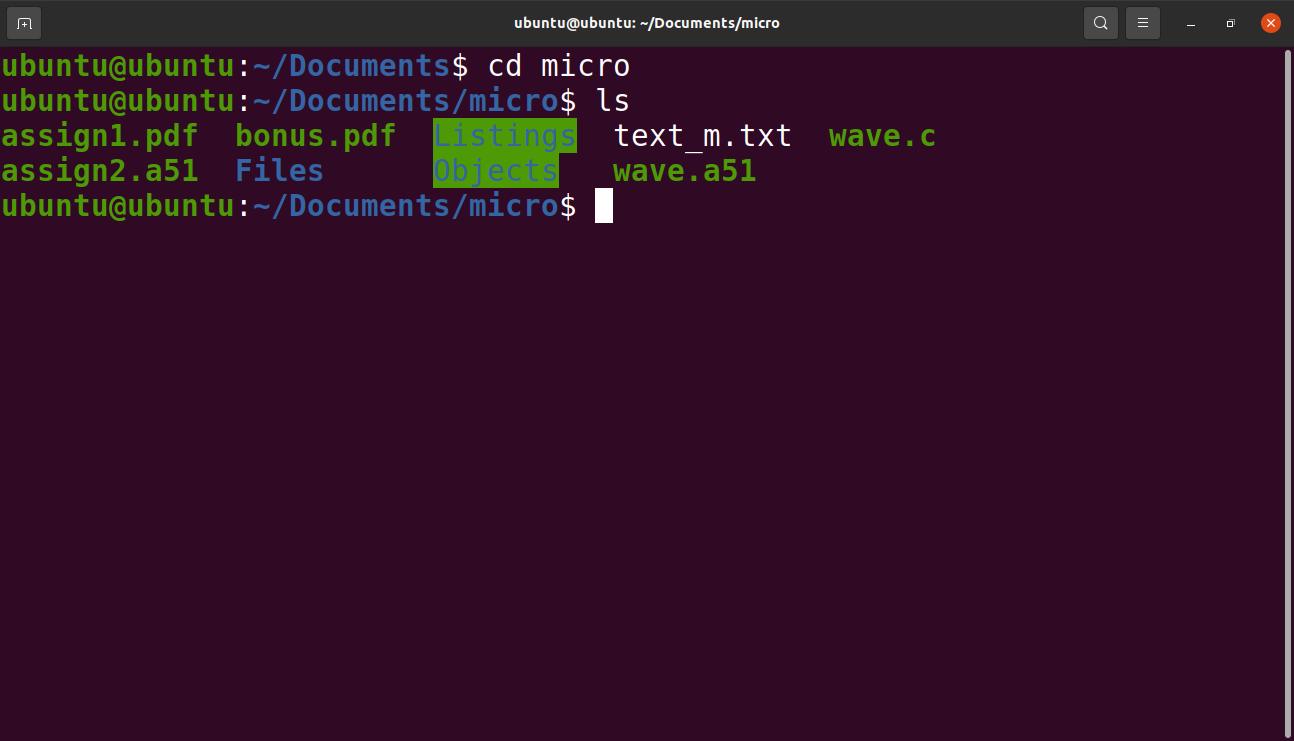 ubuntu@ubuntu: ~/Documents/micro
ubuntu@ubuntu:~/Documents$ cd micro
ubuntu@ubuntu:~/Documents/micro$ ls
assign1.pdf  bonus.pdf  Listings  text_m.txt  wave.c
assign2.a51  Files      Objects   wave.a51
ubuntu@ubuntu:~/Documents/micro$